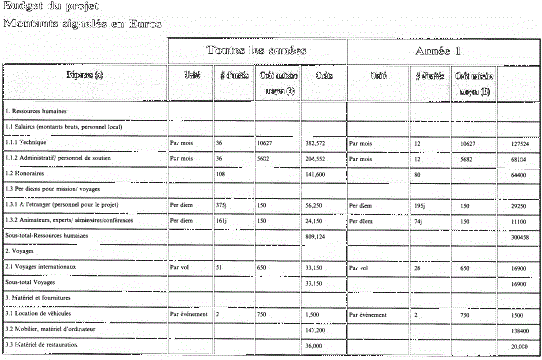 Budget du projet
Montants signalés en Euros
Toutes les années Année 1
Dépenses (a) Unité # d'unités Coût unitaire moyen (B) Coûts Unité # d'unités Coût unitaire moyen (B)
1. Ressources humaines
1.1 Salaires (montants bruts, personnel local)
1.1.1 Technique Par mois 36 10627 382,572 Par mois 12 10627 127524
1.1.2 Administratif/ personnel de soutien Par mois 36 5682 204,552 Par mois 12 5682 68184
1.2 Honoraires 108 141,600 80 64400
1.3 Per diems pour mission/ voyages
1.3.1 A l'etranger (personnel pour le projet) Per diem 375j 150 56,250 Per diem 195j 150 29250
1.3.2 Animateurs, experts/ séminaires/conférences Per diem 161j 150 24,150 Per diem 74j 150 11100
Sous-total-Ressources humaines 809,124 300458
2. Voyages
2.1 Voyages internationaux Par vol 51 650 33,150 Par vol 26 650 16900
Sous-total Voyages 33,150 16900
3. Matériel et fournitures
3.1 Location de véhicules Par événement 2 750 1,500 Par événement 2 750 1500
3.2 Mobilier, matériel d'ordinateur 147,200 138400
3.3 Matériel de restauration 36,000 20,000